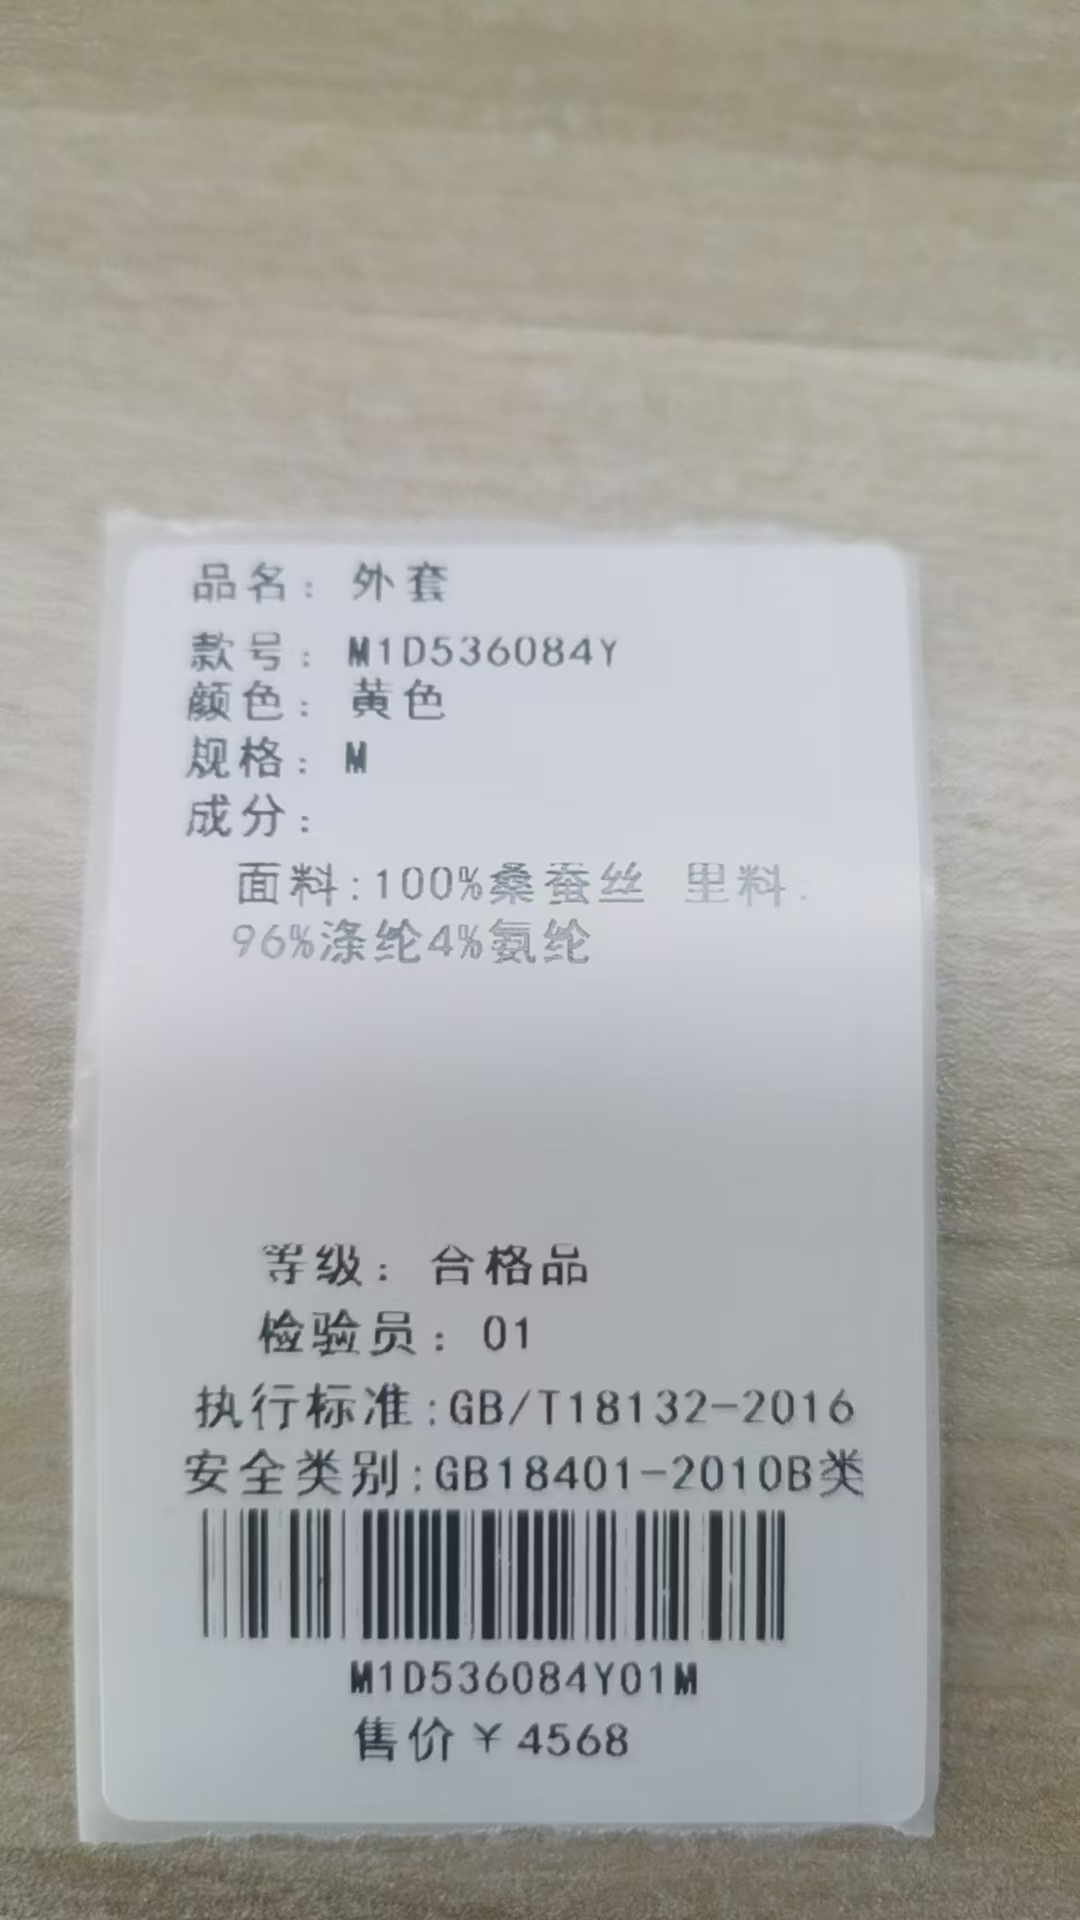 品名: 外套
款号: M1D536084Y
颜色: 黄色
规格: M
成分:
面料:100%桑蚕丝 里料:
96%涤纶4%氨纶
等级: 合格品
检验员: 01
执行标准:GB/T18132-2016
安全类别:GB18401-2010B类
M1D536084Y01M
售价￥4568